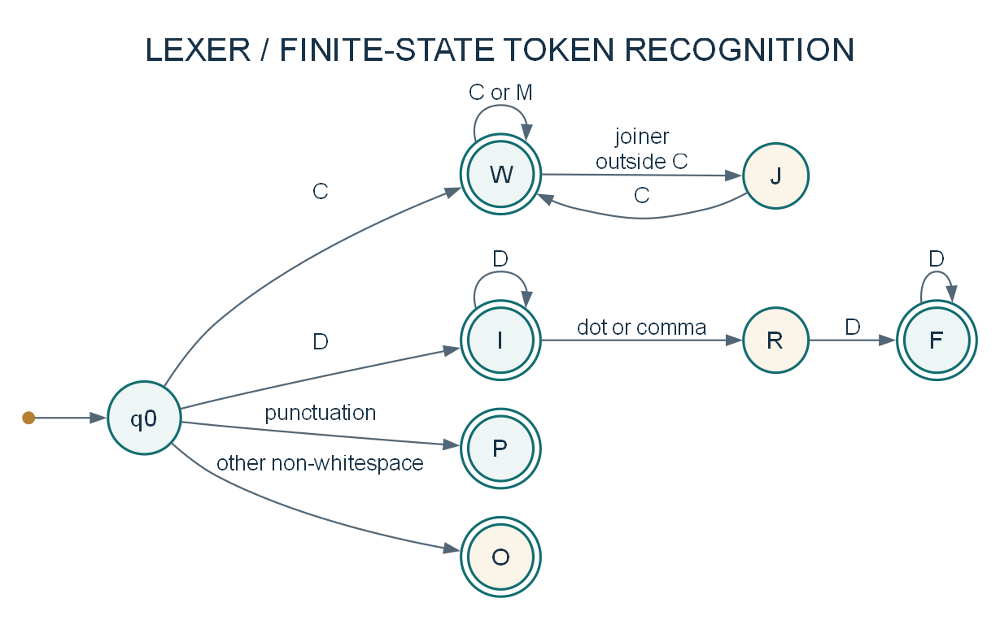 LEXER / FINITE-STATE TOKEN RECOGNITION
C or M
joiner
outside C
W
J
C
C
D
D
D
dot or comma
D
I
R
F
q0
punctuation
P
other non-whitespace
O